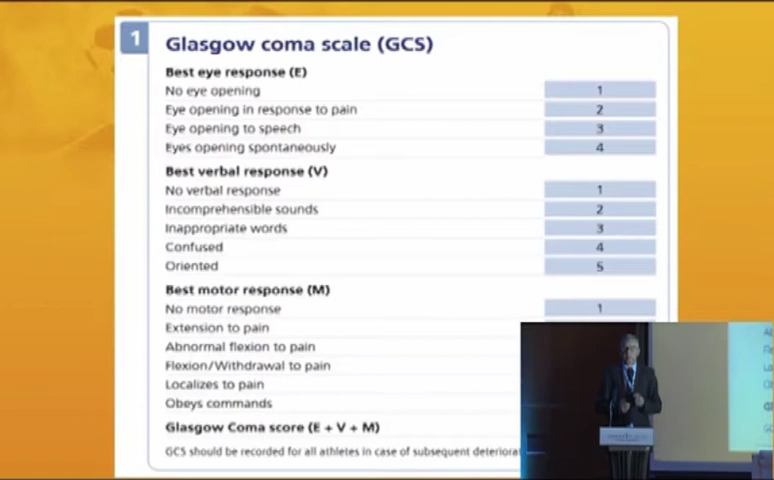 1
Glasgow coma scale (GCS)
Best eye response (E)
No eye opening 1
Eye opening in response to pain 2
Eye opening to speech 3
Eyes opening spontaneously 4
Best verbal response (V)
No verbal response 1
Incomprehensible sounds 2
Inappropriate words 3
Confused 4
Oriented 5
Best motor response (M)
No motor response 1
Extension to pain
Abnormal flexion to pain
Flexion/Withdrawal to pain
Localizes to pain
Obeys commands
Glasgow Coma score (E + V + M)
GCS should be recorded for all athletes in case of subsequent deteriorat